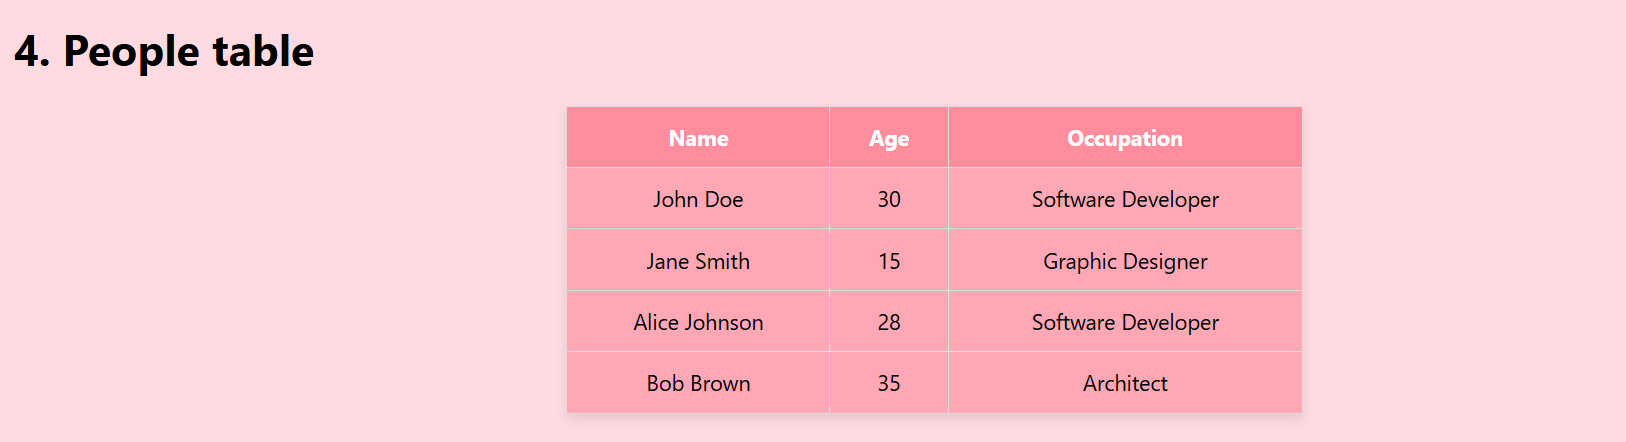 4. People table
Name Age Occupation
John Doe 30 Software Developer
Jane Smith 15 Graphic Designer
Alice Johnson 28 Software Developer
Bob Brown 35 Architect